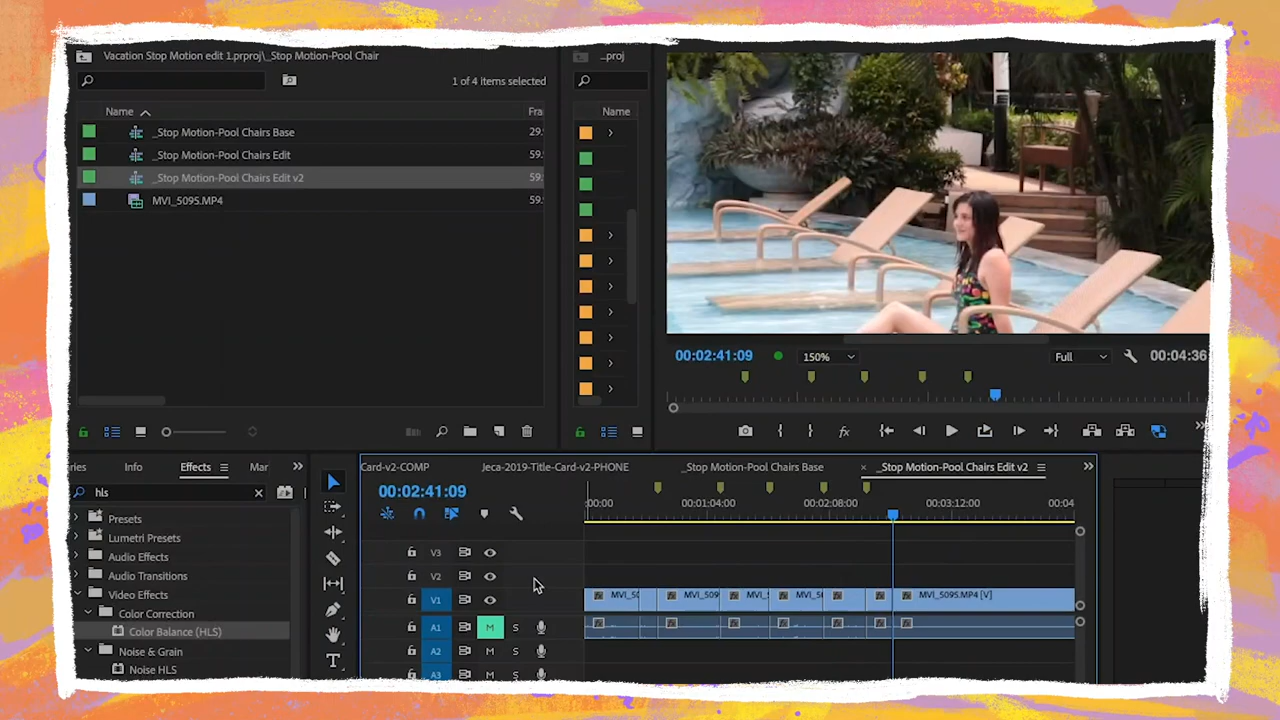 Vacation Stop Motion edit 1.prproj\_Stop Motion-Pool Chair
_.proj
1 of 4 items selected
Name
Fra
Name
_Stop Motion-Pool Chairs Base
29.
_Stop Motion-Pool Chairs Edit
59.
_Stop Motion-Pool Chairs Edit v2
59.
MVI_5095.MP4
59.
00:02:41:09
150%
Full
00:04:36
ries
Info
Effects
Mar
hls
Presets
Lumetri Presets
Audio Effects
Audio Transitions
Video Effects
Color Correction
Color Balance (HLS)
Noise & Grain
Noise HLS
Card-v2-COMP
Jeca-2019-Title-Card-v2-PHONE
_Stop Motion-Pool Chairs Base
× _Stop Motion-Pool Chairs Edit v2
00:02:41:09
:00:00
00:01:04:00
00:02:08:00
00:03:12:00
00:04
V3
V2
V1
MVI_50
MVI_509
MVI_5
MVI_50
MVI_5095.MP4 [V]
A1
M
S
A2
M
S
A3
M
S